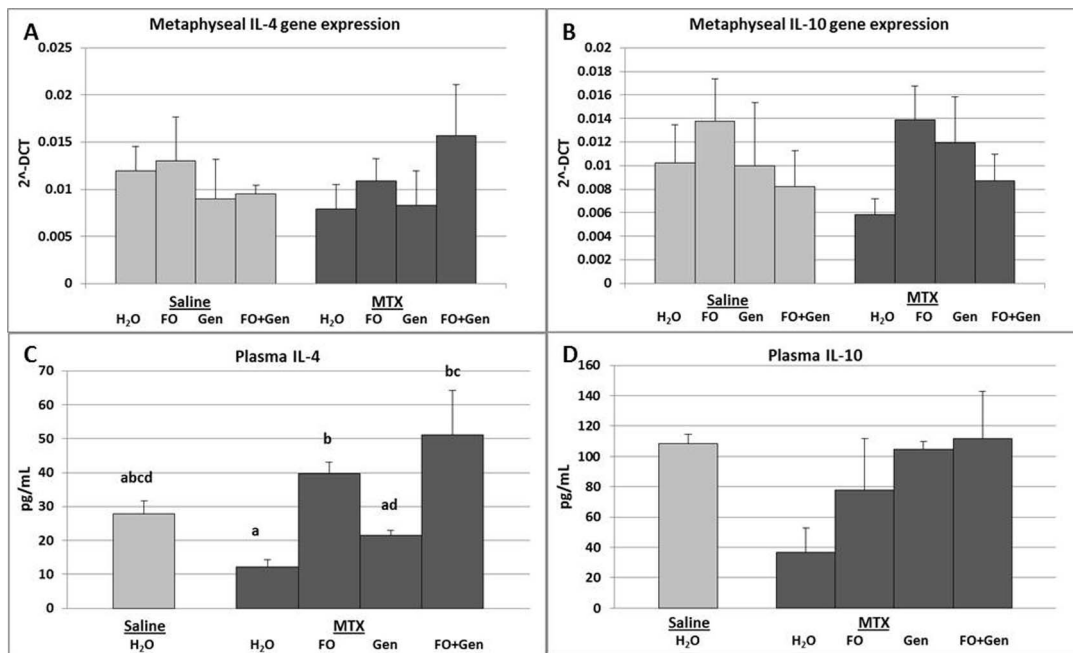 A
Metaphyseal IL-4 gene expression
2^-DCT
0.025
0.02
0.015
0.01
0.005
0
Saline
MTX
H₂O FO Gen FO+Gen
H₂O FO Gen FO+Gen
B
Metaphyseal IL-10 gene expression
2^-DCT
0.02
0.018
0.016
0.014
0.012
0.01
0.008
0.006
0.004
0.002
0
Saline
MTX
H₂O FO Gen FO+Gen
H₂O FO Gen FO+Gen
C
Plasma IL-4
pg/mL
70
60
50
40
30
20
10
0
abcd
a
b
ad
bc
Saline
MTX
H₂O
H₂O FO Gen FO+Gen
D
Plasma IL-10
pg/mL
160
140
120
100
80
60
40
20
0
Saline
MTX
H₂O
H₂O FO Gen FO+Gen